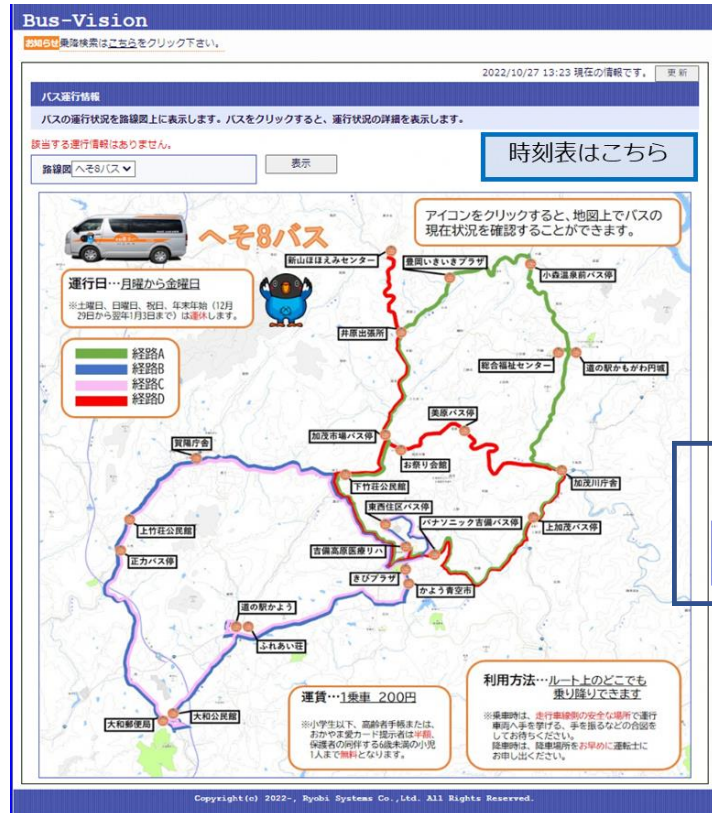 Bus-Vision
お知らせ 乗降検索はこちらをクリック下さい。
2022/10/27 13:23 現在の情報です。 更新
バス運行情報
バスの運行状況を路線図上に表示します。バスをクリックすると、運行状況の詳細を表示します。
該当する運行情報はありません。
時刻表はこちら
路線図 へそ8バス 表示
へそ8バス
アイコンをクリックすると、地図上でバスの
現在状況を確認することができます。
新山ほほえみセンター
豊岡いきいきプラザ
小森温泉前バス停
運行日…月曜から金曜日
※土曜日、日曜日、祝日、年末年始（12月
29日から翌年1月3日まで）は運休します。
井原出張所
経路A
経路B
経路C
経路D
総合福祉センター
道の駅かもがわ円城
美原バス停
加茂市場バス停
賀陽庁舎
お祭り会館
下竹荘公民館
加茂川庁舎
東西住区バス停
パナソニック吉備バス停
上加茂バス停
上竹荘公民館
吉備高原医療リハ
正力バス停
きびプラザ
かよう青空市
道の駅かよう
ふれあい荘
大和郵便局
大和公民館
運賃…1乗車 200円
※小学生以下、高齢者手帳または、
おかやま愛カード提示者は半額、
保護者の同伴する6歳未満の小児
1人まで無料となります。
利用方法…ルート上のどこでも
乗り降りできます
※乗車時は、走行車線側の安全な場所で運行
車両へ手を挙げる、手を振るなどの合図を
してお待ちください。
降車時は、降車場所をお早めに運転士に
お申し出ください。
Copyright(c) 2022-, Ryobi Systems Co.,Ltd. All Rights Reserved.